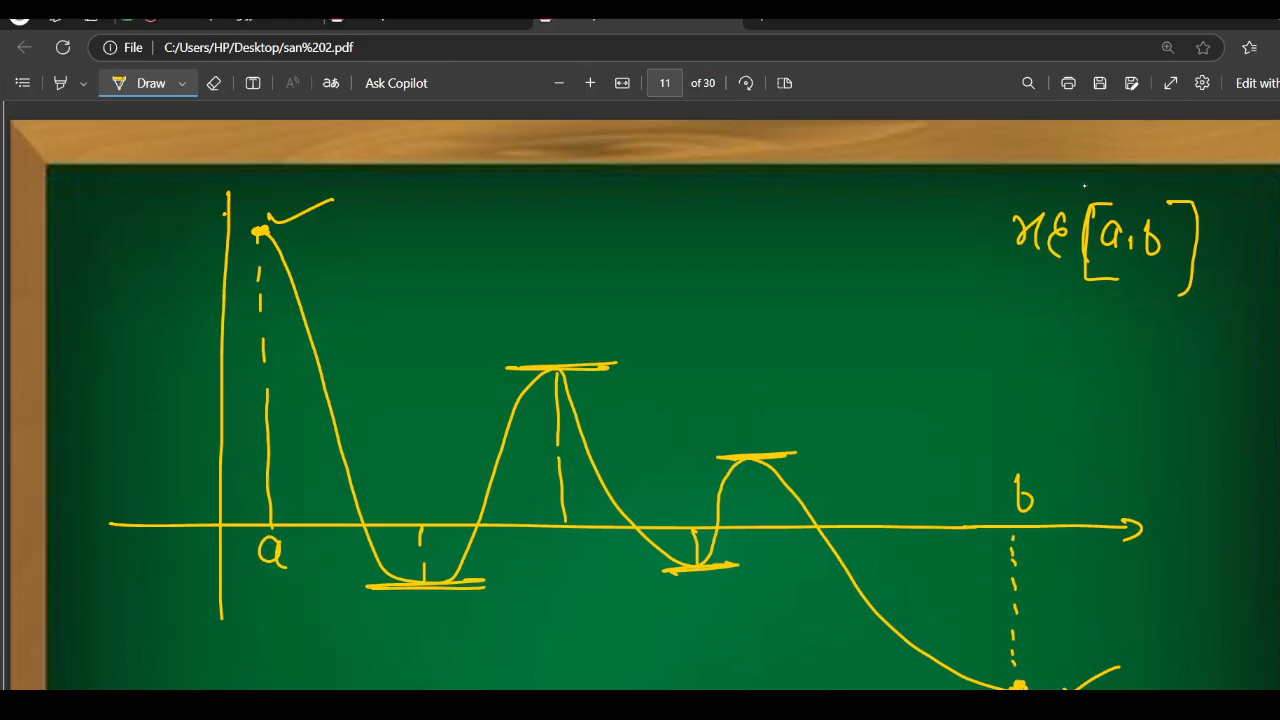 File C:/Users/HP/Desktop/san%202.pdf
Draw Ask Copilot 11 of 30 Edit with
x∈[a,b]
b
a